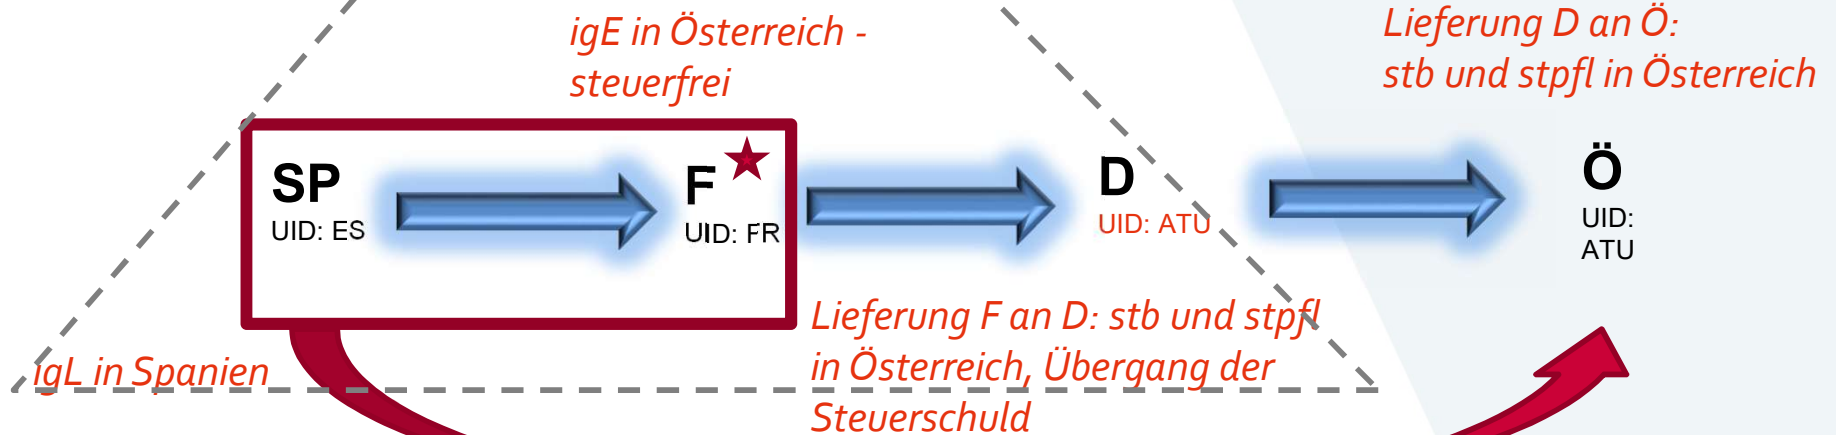 igE in Österreich -
steuerfrei
Lieferung D an Ö:
stb und stpfl in Österreich
SP
UID: ES
F
UID: FR
D
UID: ATU
Ö
UID:
ATU
igL in Spanien
Lieferung F an D: stb und stpfl
in Österreich, Übergang der
Steuerschuld